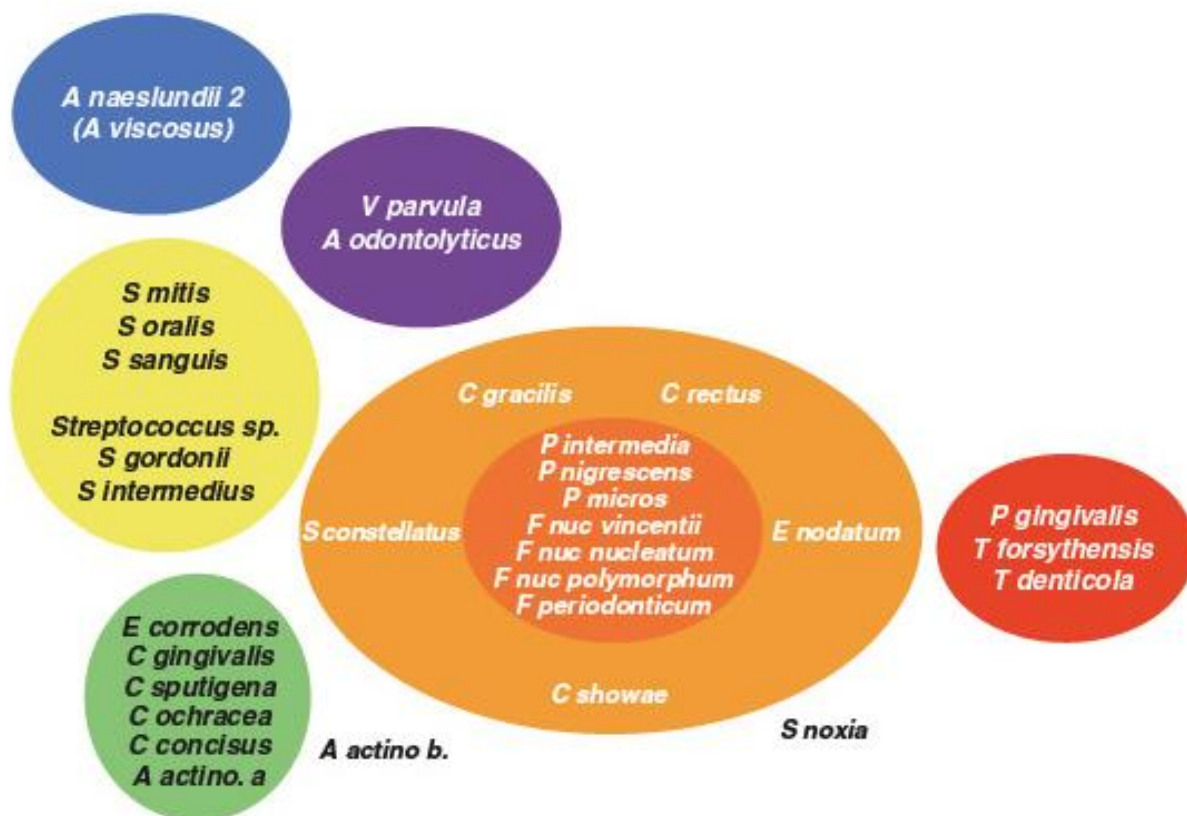 A naeslundii 2
(A viscosus)
V parvula
A odontolyticus
S mitis
S oralis
S sanguis
Streptococcus sp.
S gordonii
S intermedius
C gracilis
C rectus
P intermedia
P nigrescens
P micros
F nuc vincentii
F nuc nucleatum
F nuc polymorphum
F periodonticum
S constellatus
E nodatum
C showae
P gingivalis
T forsythensis
T denticola
E corrodens
C gingivalis
C sputigena
C ochracea
C concisus
A actino. a
A actino b.
S noxia